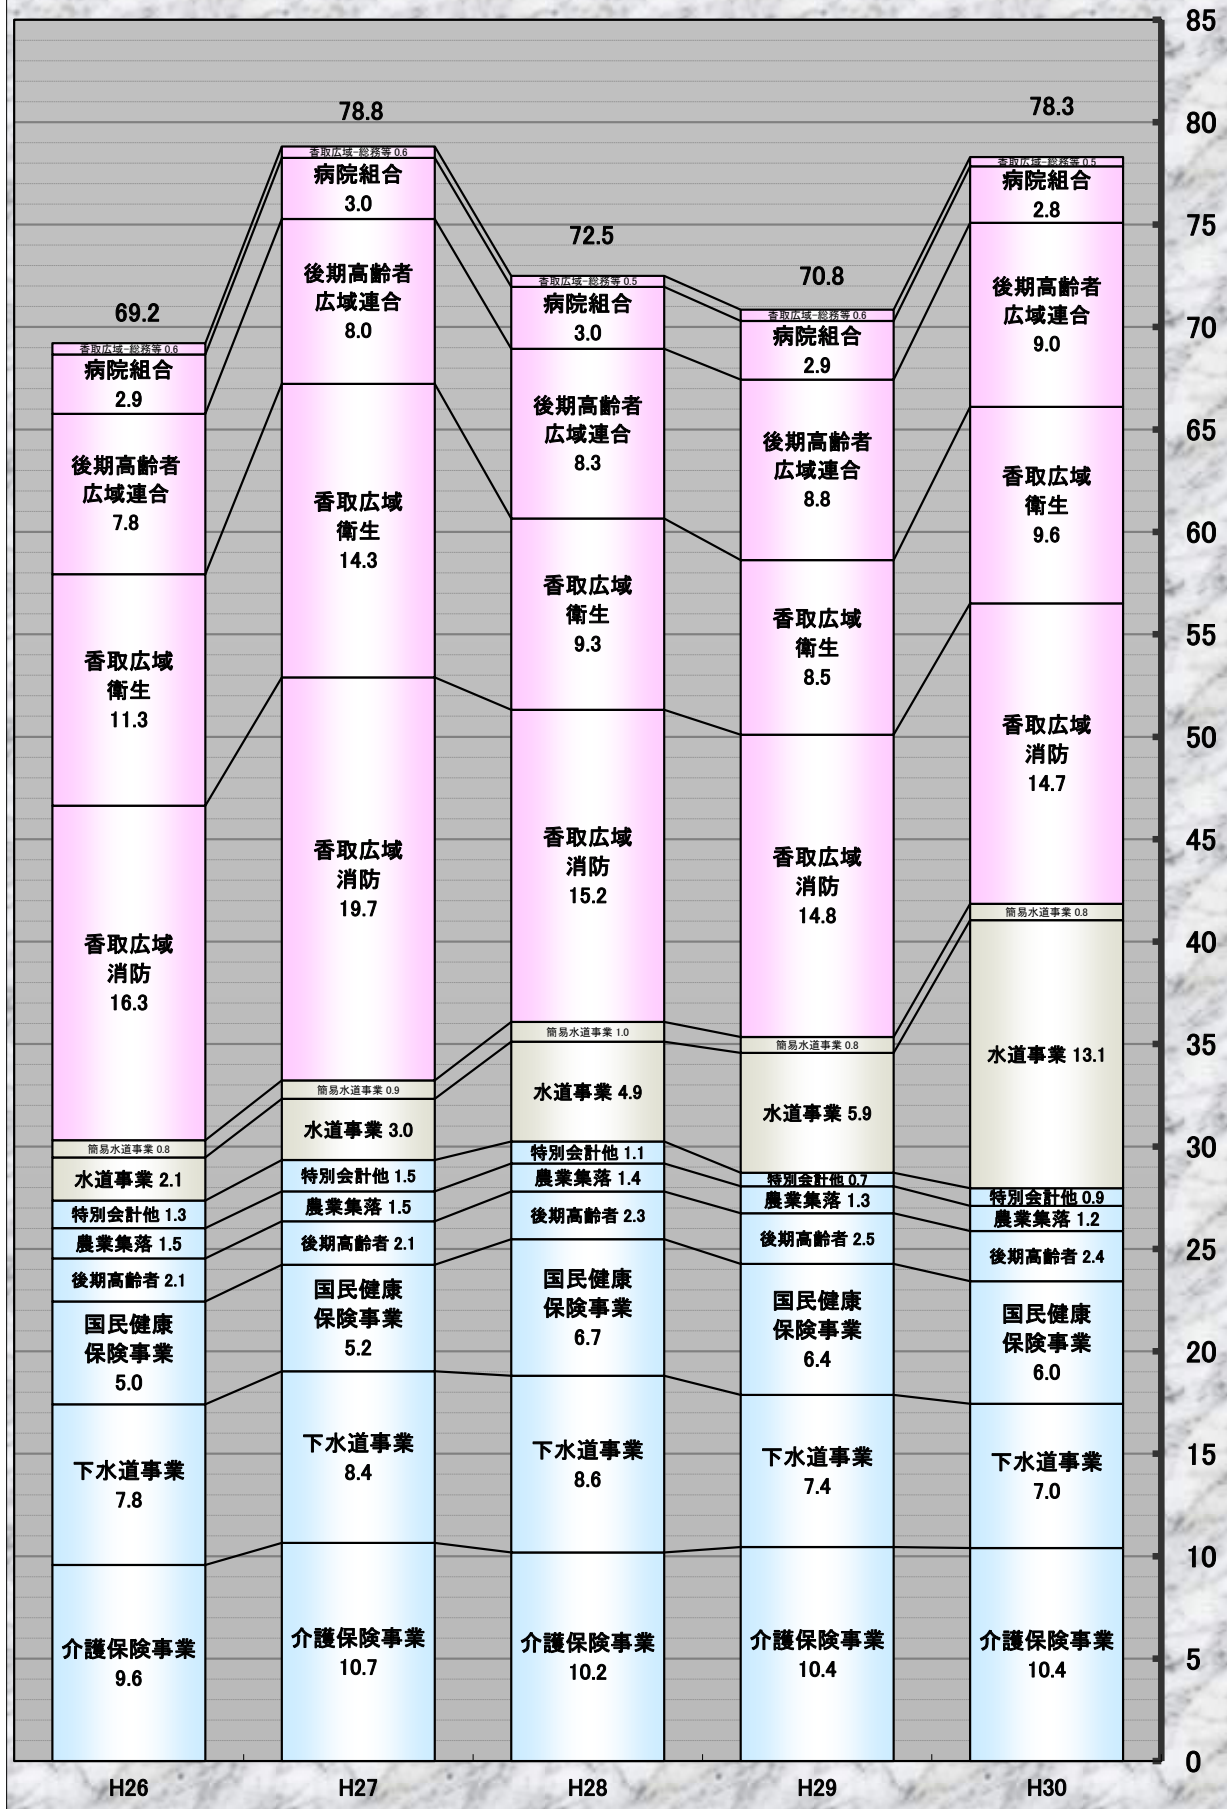 85
80
75
70
65
60
55
50
45
40
35
30
25
20
15
10
5
0
69.2
香取広域-総務等 0.6
病院組合
2.9
後期高齢者
広域連合
7.8
香取広域
衛生
11.3
香取広域
消防
16.3
簡易水道事業 0.8
水道事業 2.1
特別会計他 1.3
農業集落 1.5
後期高齢者 2.1
国民健康
保険事業
5.0
下水道事業
7.8
介護保険事業
9.6
H26
78.8
香取広域-総務等 0.6
病院組合
3.0
後期高齢者
広域連合
8.0
香取広域
衛生
14.3
香取広域
消防
19.7
簡易水道事業 0.9
水道事業 3.0
特別会計他 1.5
農業集落 1.5
後期高齢者 2.1
国民健康
保険事業
5.2
下水道事業
8.4
介護保険事業
10.7
H27
72.5
香取広域-総務等 0.5
病院組合
3.0
後期高齢者
広域連合
8.3
香取広域
衛生
9.3
香取広域
消防
15.2
簡易水道事業 1.0
水道事業 4.9
特別会計他 1.1
農業集落 1.4
後期高齢者 2.3
国民健康
保険事業
6.7
下水道事業
8.6
介護保険事業
10.2
H28
70.8
香取広域-総務等 0.6
病院組合
2.9
後期高齢者
広域連合
8.8
香取広域
衛生
8.5
香取広域
消防
14.8
簡易水道事業 0.8
水道事業 5.9
特別会計他 0.7
農業集落 1.3
後期高齢者 2.5
国民健康
保険事業
6.4
下水道事業
7.4
介護保険事業
10.4
H29
78.3
香取広域-総務等 0.5
病院組合
2.8
後期高齢者
広域連合
9.0
香取広域
衛生
9.6
香取広域
消防
14.7
簡易水道事業 0.8
水道事業 13.1
特別会計他 0.9
農業集落 1.2
後期高齢者 2.4
国民健康
保険事業
6.0
下水道事業
7.0
介護保険事業
10.4
H30